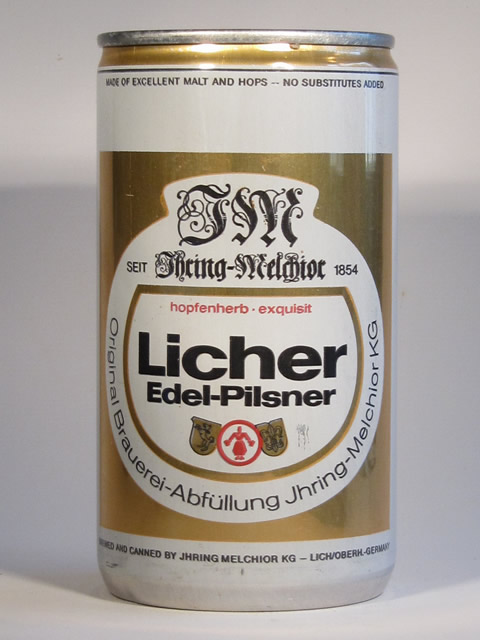 MADE OF EXCELLENT MALT AND HOPS -- NO SUBSTITUTES ADDED
JM
SEIT Jhring-Melchior 1854
hopfenherb · exquisit
Licher
Edel-Pilsner
Original Brauerei-Abfüllung Jhring-Melchior KG
AND CANNED BY JHRING MELCHIOR KG – LICH/OBERH.-GERMANY